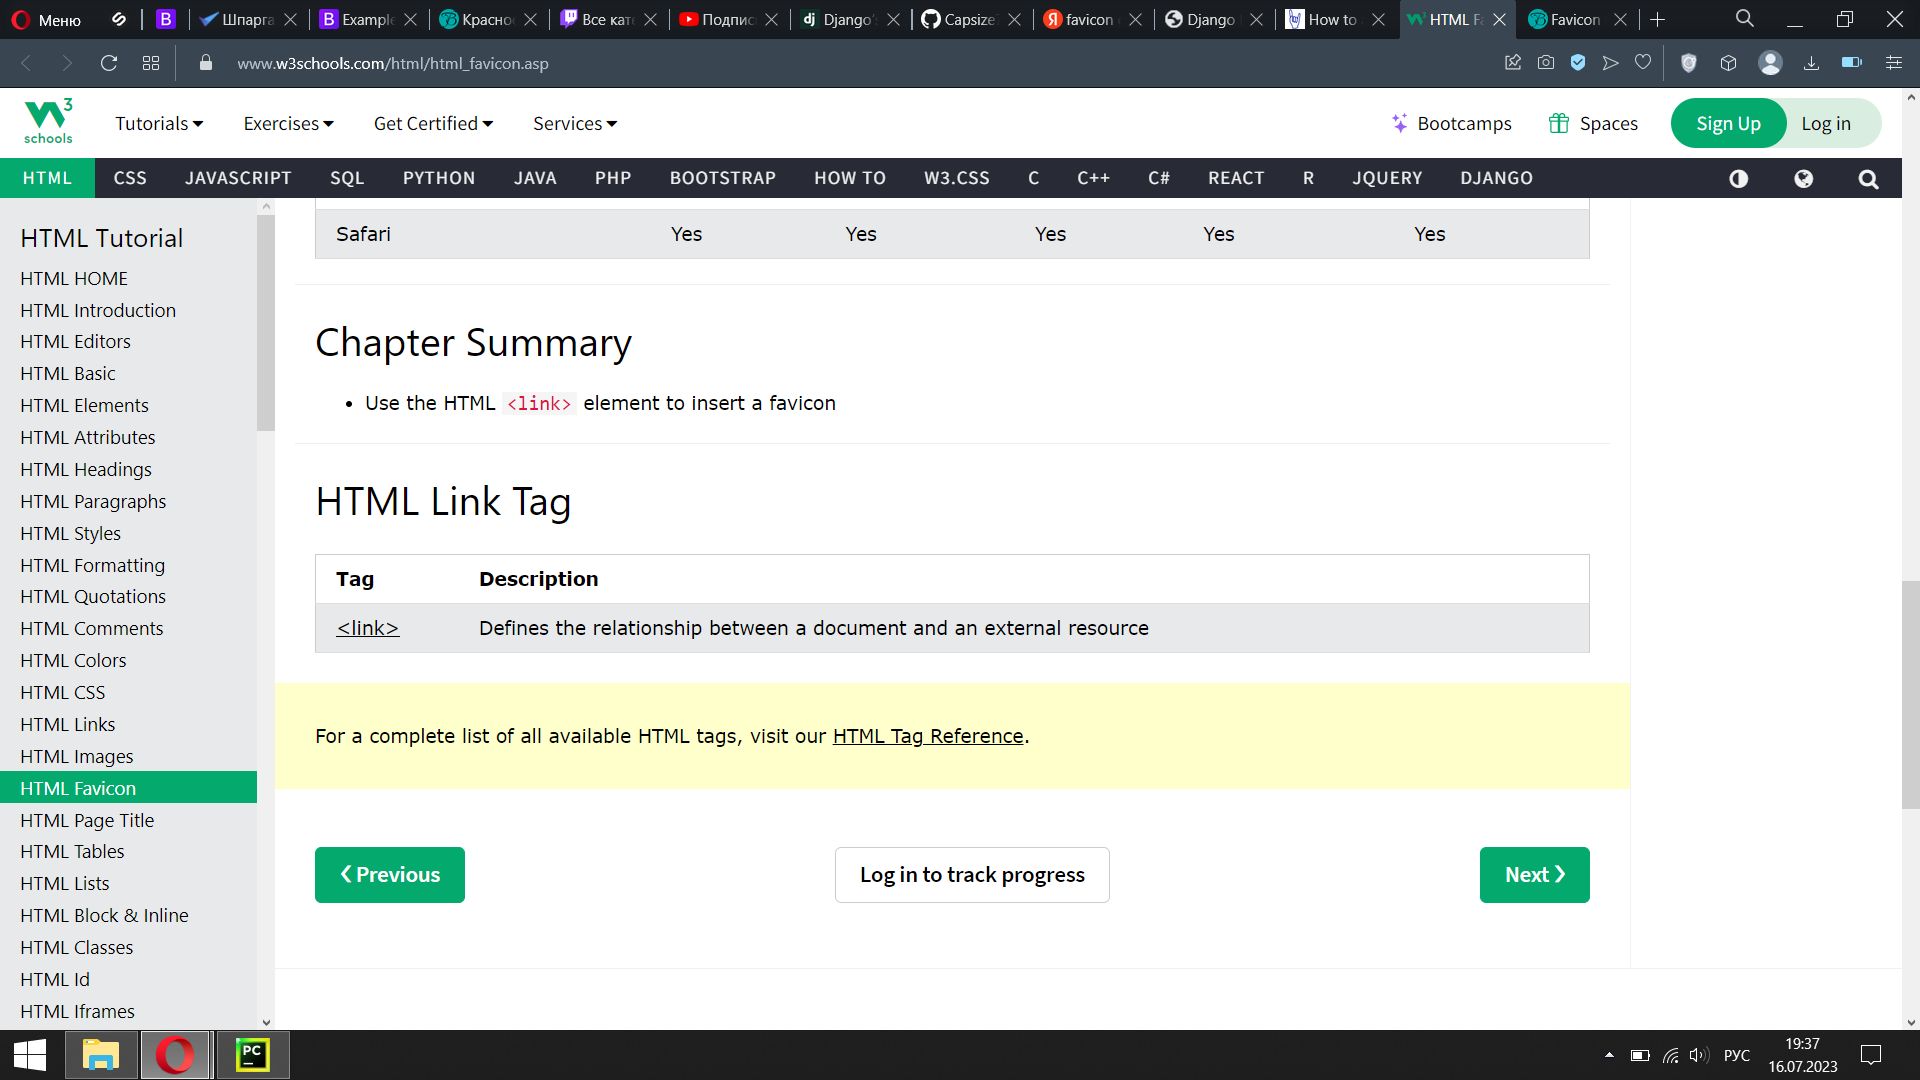 Меню
Шпарга
Example
Красно
Все кат
Подпис
Django's
Capsize
favicon
Django
How to
HTML Fa
Favicon
www.w3schools.com/html/html_favicon.asp
3
schools
Tutorials
Exercises
Get Certified
Services
Bootcamps
Spaces
Sign Up
Log in
HTML CSS JAVASCRIPT SQL PYTHON JAVA PHP BOOTSTRAP HOW TO W3.CSS C C++ C# REACT R JQUERY DJANGO
HTML Tutorial
HTML HOME
HTML Introduction
HTML Editors
HTML Basic
HTML Elements
HTML Attributes
HTML Headings
HTML Paragraphs
HTML Styles
HTML Formatting
HTML Quotations
HTML Comments
HTML Colors
HTML CSS
HTML Links
HTML Images
HTML Favicon
HTML Page Title
HTML Tables
HTML Lists
HTML Block & Inline
HTML Classes
HTML Id
HTML Iframes
Safari Yes Yes Yes Yes Yes
Chapter Summary
• Use the HTML <link> element to insert a favicon
HTML Link Tag
Tag Description
<link> Defines the relationship between a document and an external resource
For a complete list of all available HTML tags, visit our HTML Tag Reference.
❮ Previous
Log in to track progress
Next ❯
PC
РУС
19:37
16.07.2023